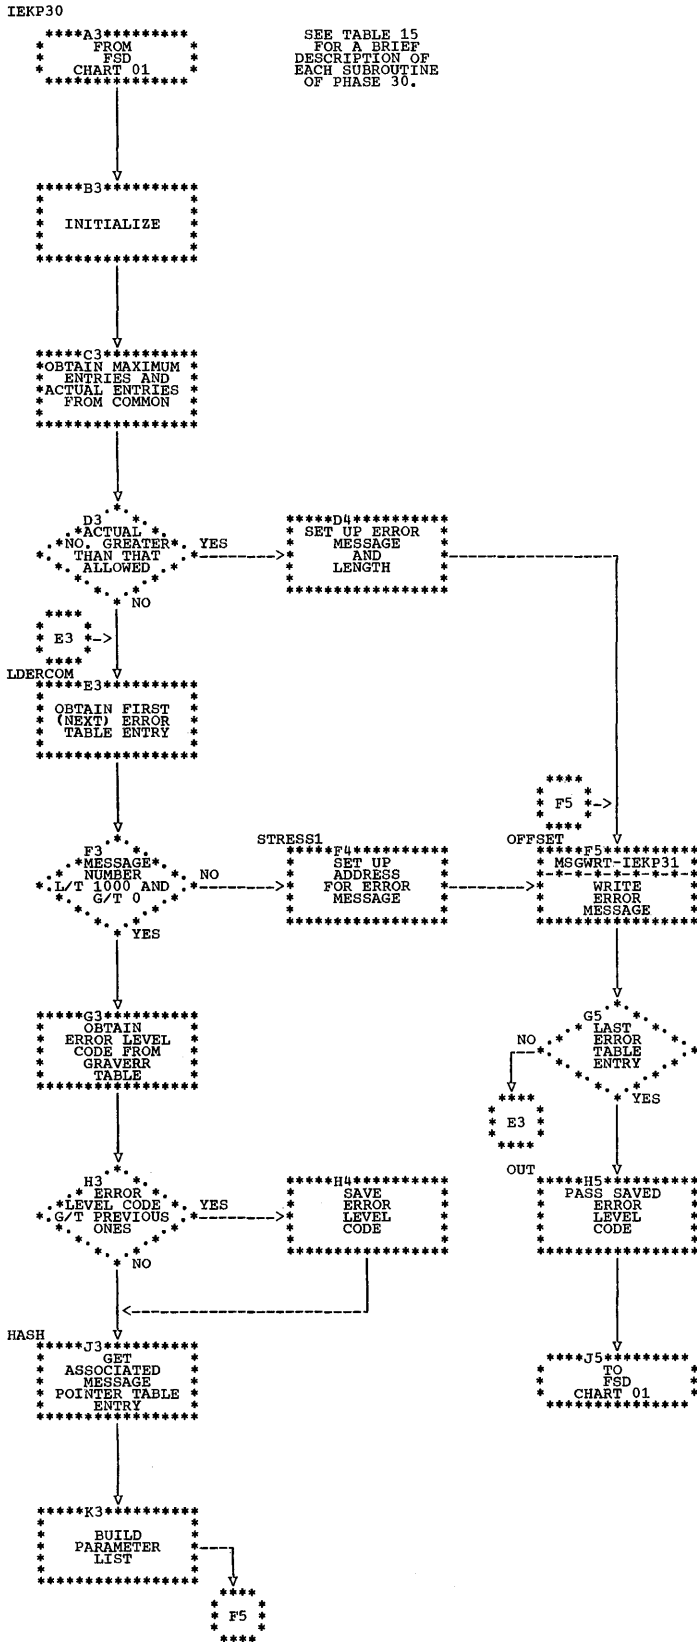 IEKP30
A3
FROM
FSD
CHART 01
SEE TABLE 15
FOR A BRIEF
DESCRIPTION OF
EACH SUBROUTINE
OF PHASE 30.
B3
INITIALIZE
C3
OBTAIN MAXIMUM
ENTRIES AND
ACTUAL ENTRIES
FROM COMMON
D3
ACTUAL
NO. GREATER
THAN THAT
ALLOWED
YES
NO
D4
SET UP ERROR
MESSAGE
AND
LENGTH
E3
LDERCOM
E3
OBTAIN FIRST
(NEXT) ERROR
TABLE ENTRY
F5
F3
MESSAGE
NUMBER
L/T 1000 AND
G/T 0
NO
YES
STRESS1
F4
SET UP
ADDRESS
FOR ERROR
MESSAGE
OFFSET
F5
MSGWRT-IEKP31
WRITE
ERROR
MESSAGE
G3
OBTAIN
ERROR LEVEL
CODE FROM
GRAVERR
TABLE
G5
LAST
ERROR
TABLE
ENTRY
NO
YES
E3
H3
ERROR
LEVEL CODE
G/T PREVIOUS
ONES
YES
NO
H4
SAVE
ERROR
LEVEL
CODE
OUT
H5
PASS SAVED
ERROR
LEVEL
CODE
HASH
J3
GET
ASSOCIATED
MESSAGE
POINTER TABLE
ENTRY
J5
TO
FSD
CHART 01
K3
BUILD
PARAMETER
LIST
F5